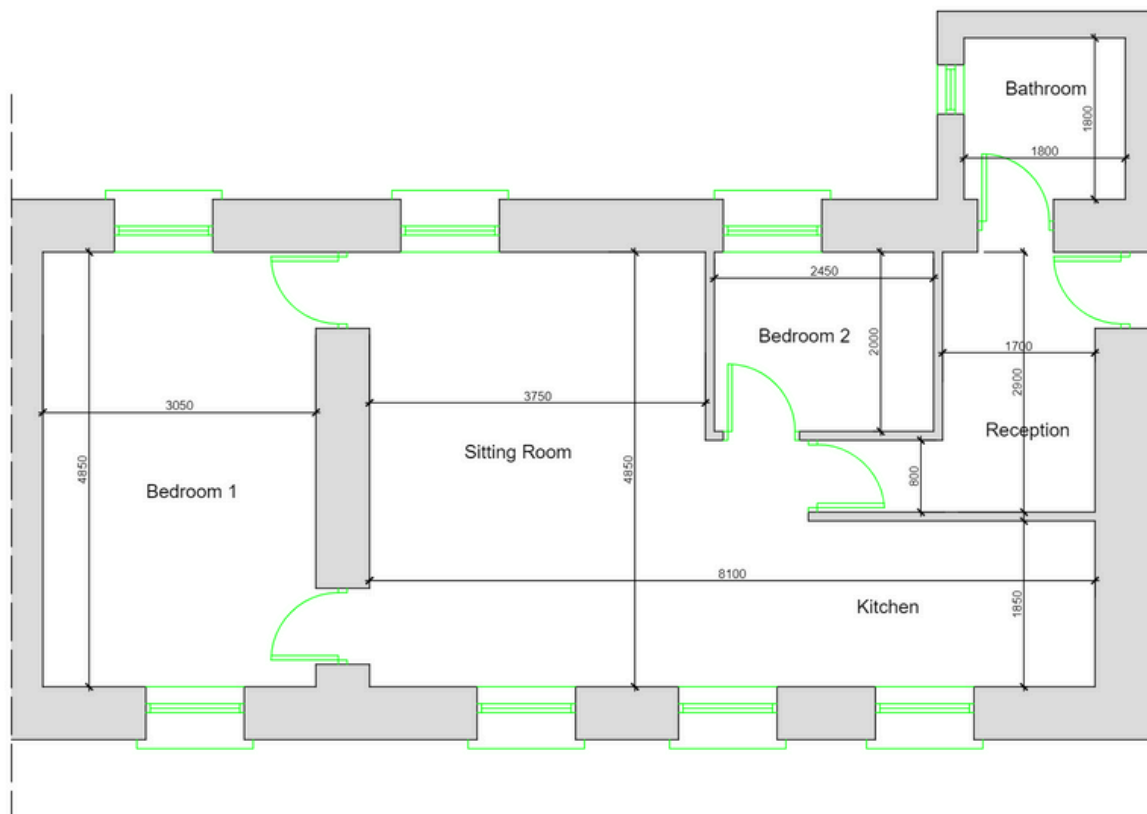 Bathroom
1800
1800
2450
Bedroom 2
2000
1700
2900
3050
3750
Reception
Sitting Room
4850
4850
Bedroom 1
800
8100
Kitchen
1850